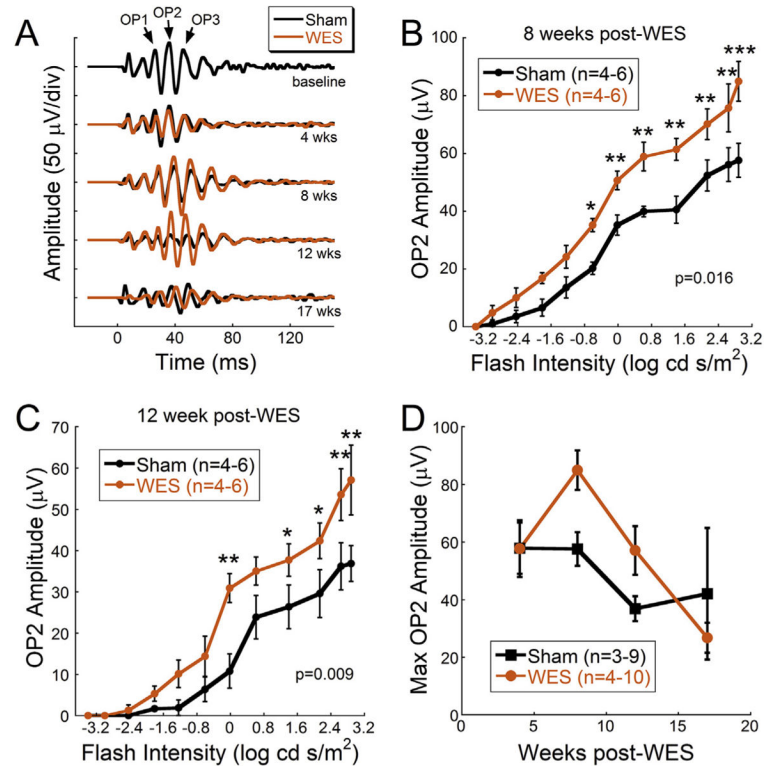 A
OP1 OP2 OP3
Sham
WES
baseline
4 wks
8 wks
12 wks
17 wks
Amplitude (50 μV/div)
0 40 80 120
Time (ms)
B
8 weeks post-WES
Sham (n=4-6)
WES (n=4-6)
* ** ** ** ** ** ***
p=0.016
OP2 Amplitude (μV)
100
80
60
40
20
0
-3.2 -2.4 -1.6 -0.8 0 0.8 1.6 2.4 3.2
Flash Intensity (log cd s/m²)
C
12 week post-WES
Sham (n=4-6)
WES (n=4-6)
** * * ** **
p=0.009
OP2 Amplitude (μV)
70
60
50
40
30
20
10
0
-3.2 -2.4 -1.6 -0.8 0 0.8 1.6 2.4 3.2
Flash Intensity (log cd s/m²)
D
Sham (n=3-9)
WES (n=4-10)
Max OP2 Amplitude (μV)
100
80
60
40
20
0
0 5 10 15 20
Weeks post-WES